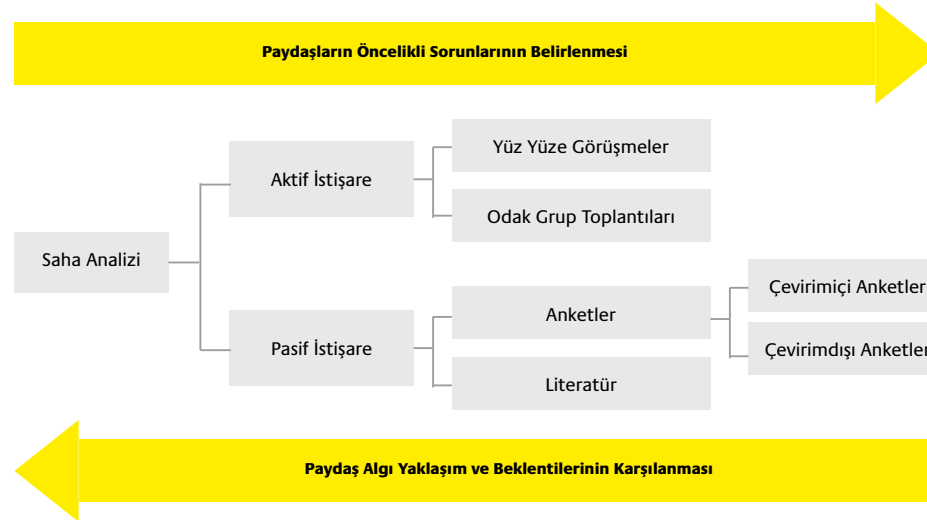 Paydaşların Öncelikli Sorunlarının Belirlenmesi
Yüz Yüze Görüşmeler
Aktif İstişare
Odak Grup Toplantıları
Saha Analizi
Çevirimiçi Anketler
Anketler
Pasif İstişare
Çevirimdışı Anketler
Literatür
Paydaş Algı Yaklaşım ve Beklentilerinin Karşılanması